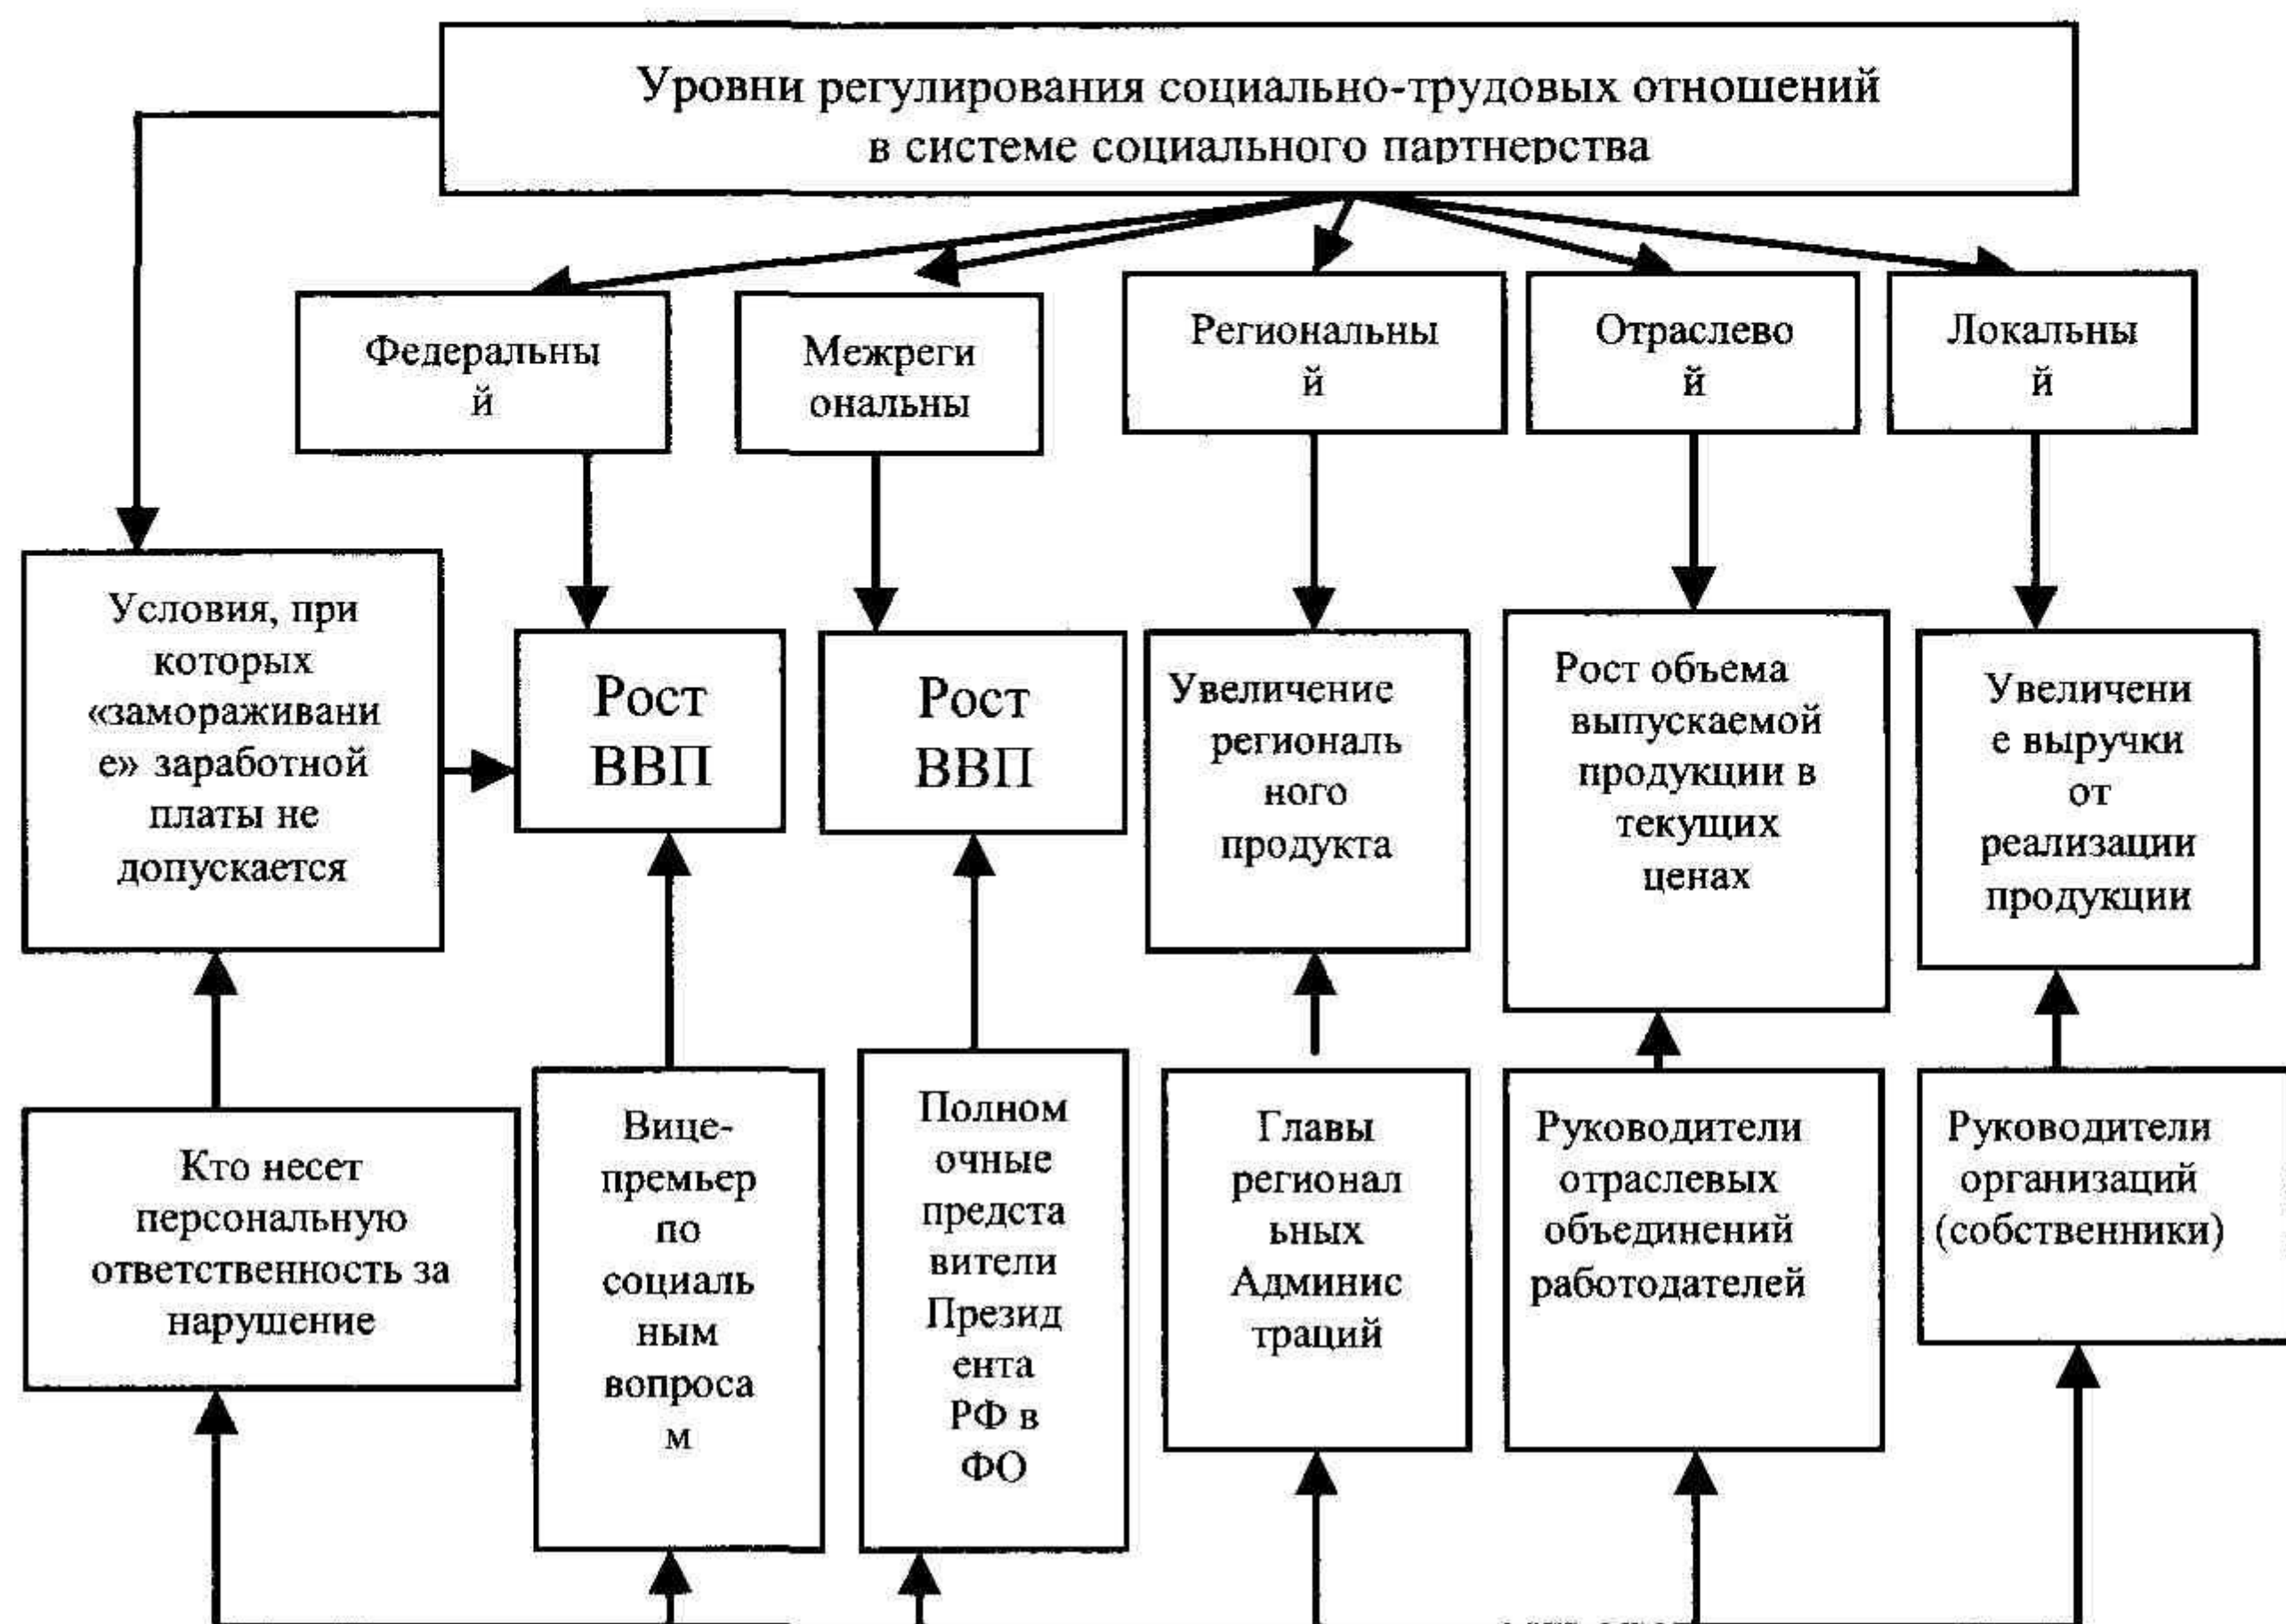 Уровни регулирования социально-трудовых отношений
в системе социального партнерства
Федеральны
й
Межреги
ональны
Региональны
й
Отраслево
й
Локальны
й
Условия, при
которых
«замораживани
е» заработной
платы не
допускается
Рост
ВВП
Рост
ВВП
Увеличение
региональ
ного
продукта
Рост объема
выпускаемой
продукции в
текущих
ценах
Увеличени
е выручки
от
реализации
продукции
Кто несет
персональную
ответственность за
нарушение
Вице-
премьер
по
социаль
ным
вопроса
м
Полном
очные
предста
вители
Презид
ента
РФ в
ФО
Главы
регионал
ьных
Админис
траций
Руководители
отраслевых
объединений
работодателей
Руководители
организаций
(собственники)